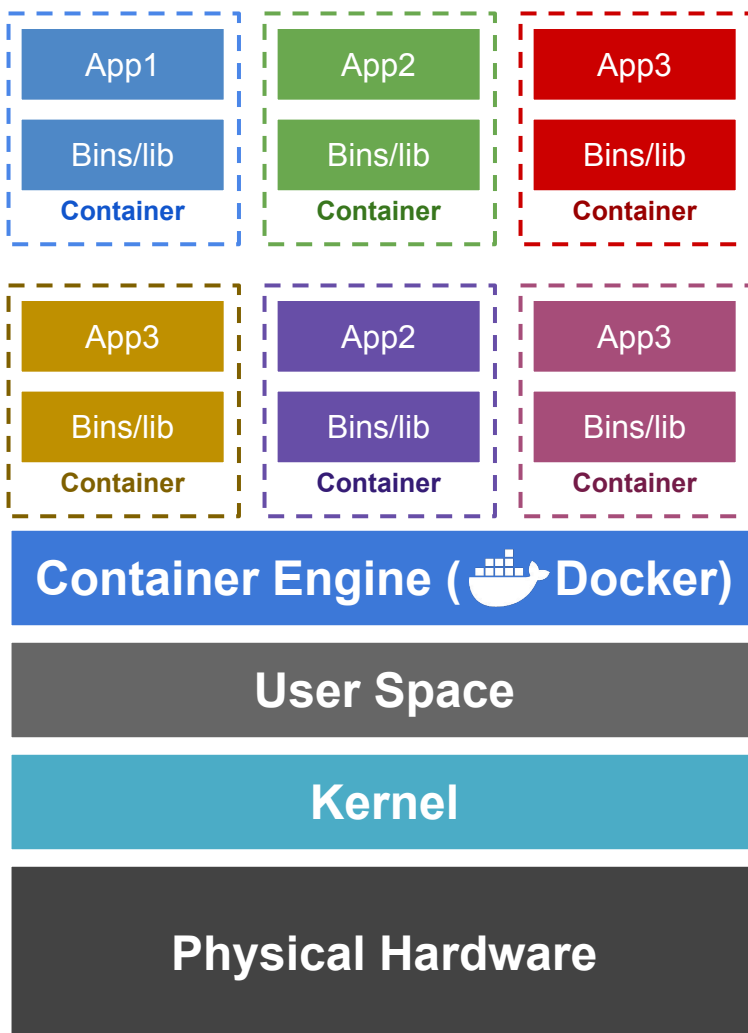 App1
App2
App3
Bins/lib
Bins/lib
Bins/lib
Container
Container
Container
App3
App2
App3
Bins/lib
Bins/lib
Bins/lib
Container
Container
Container
Container Engine ( Docker)
User Space
Kernel
Physical Hardware